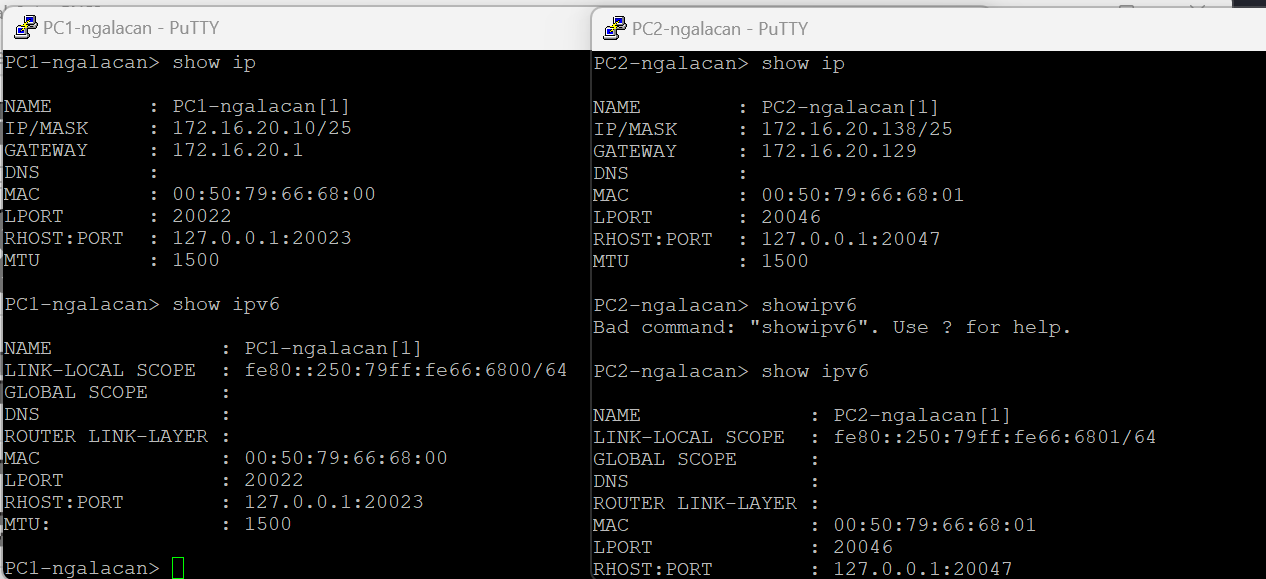 PC1-ngalacan - PuTTY
PC1-ngalacan> show ip
NAME : PC1-ngalacan[1]
IP/MASK : 172.16.20.10/25
GATEWAY : 172.16.20.1
DNS :
MAC : 00:50:79:66:68:00
LPORT : 20022
RHOST:PORT : 127.0.0.1:20023
MTU : 1500
PC1-ngalacan> show ipv6
NAME : PC1-ngalacan[1]
LINK-LOCAL SCOPE : fe80::250:79ff:fe66:6800/64
GLOBAL SCOPE :
DNS :
ROUTER LINK-LAYER :
MAC : 00:50:79:66:68:00
LPORT : 20022
RHOST:PORT : 127.0.0.1:20023
MTU: : 1500
PC1-ngalacan>
PC2-ngalacan - PuTTY
PC2-ngalacan> show ip
NAME : PC2-ngalacan[1]
IP/MASK : 172.16.20.138/25
GATEWAY : 172.16.20.129
DNS :
MAC : 00:50:79:66:68:01
LPORT : 20046
RHOST:PORT : 127.0.0.1:20047
MTU : 1500
PC2-ngalacan> showipv6
Bad command: "showipv6". Use ? for help.
PC2-ngalacan> show ipv6
NAME : PC2-ngalacan[1]
LINK-LOCAL SCOPE : fe80::250:79ff:fe66:6801/64
GLOBAL SCOPE :
DNS :
ROUTER LINK-LAYER :
MAC : 00:50:79:66:68:01
LPORT : 20046
RHOST:PORT : 127.0.0.1:20047